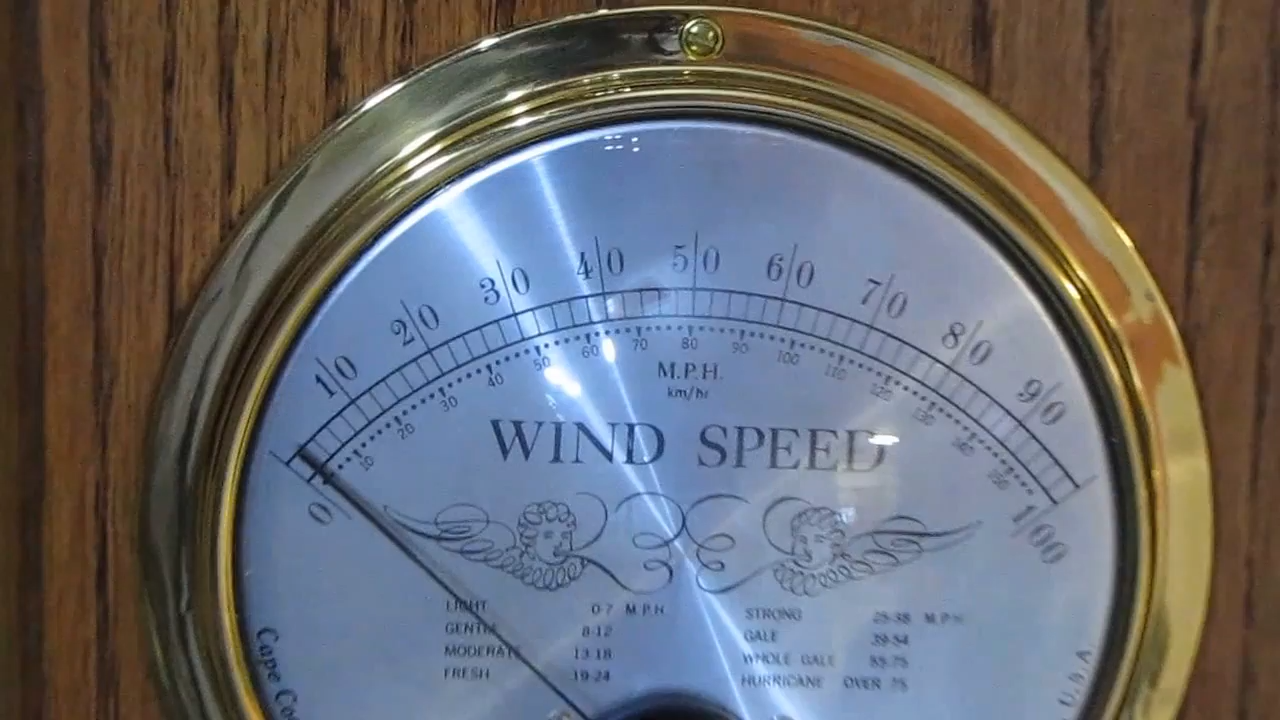 0 10 20 30 40 50 60 70 80 90 100
10 20 30 40 50 60 70 80 90 100 110 120 130 140 150
M.P.H.
km/hr
WIND SPEED
LIGHT 0-7 M.P.H.
GENTLE 8-12
MODERATE 13-18
FRESH 19-24
STRONG 25-38 M.P.H.
GALE 39-54
WHOLE GALE 55-75
HURRICANE OVER 75
Cape
U.S.A